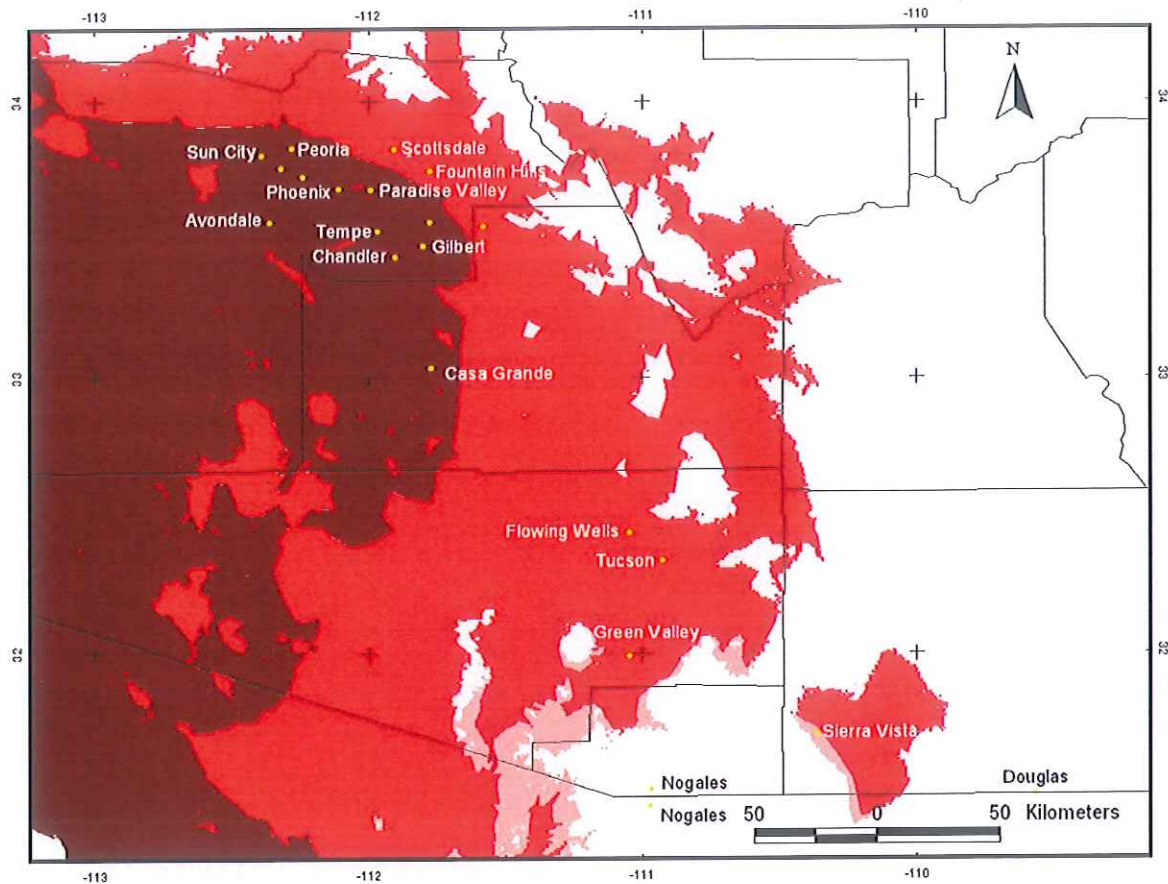 -113 -112 -111 -110
N
34 34
Sun City Peoria Scottsdale
Fountain Hills
Phoenix Paradise Valley
Avondale Tempe Gilbert
Chandler
33 Casa Grande 33
Flowing Wells
Tucson
Green Valley
32 32
Sierra Vista
Nogales Douglas
Nogales 50 0 50 Kilometers
-113 -112 -111 -110